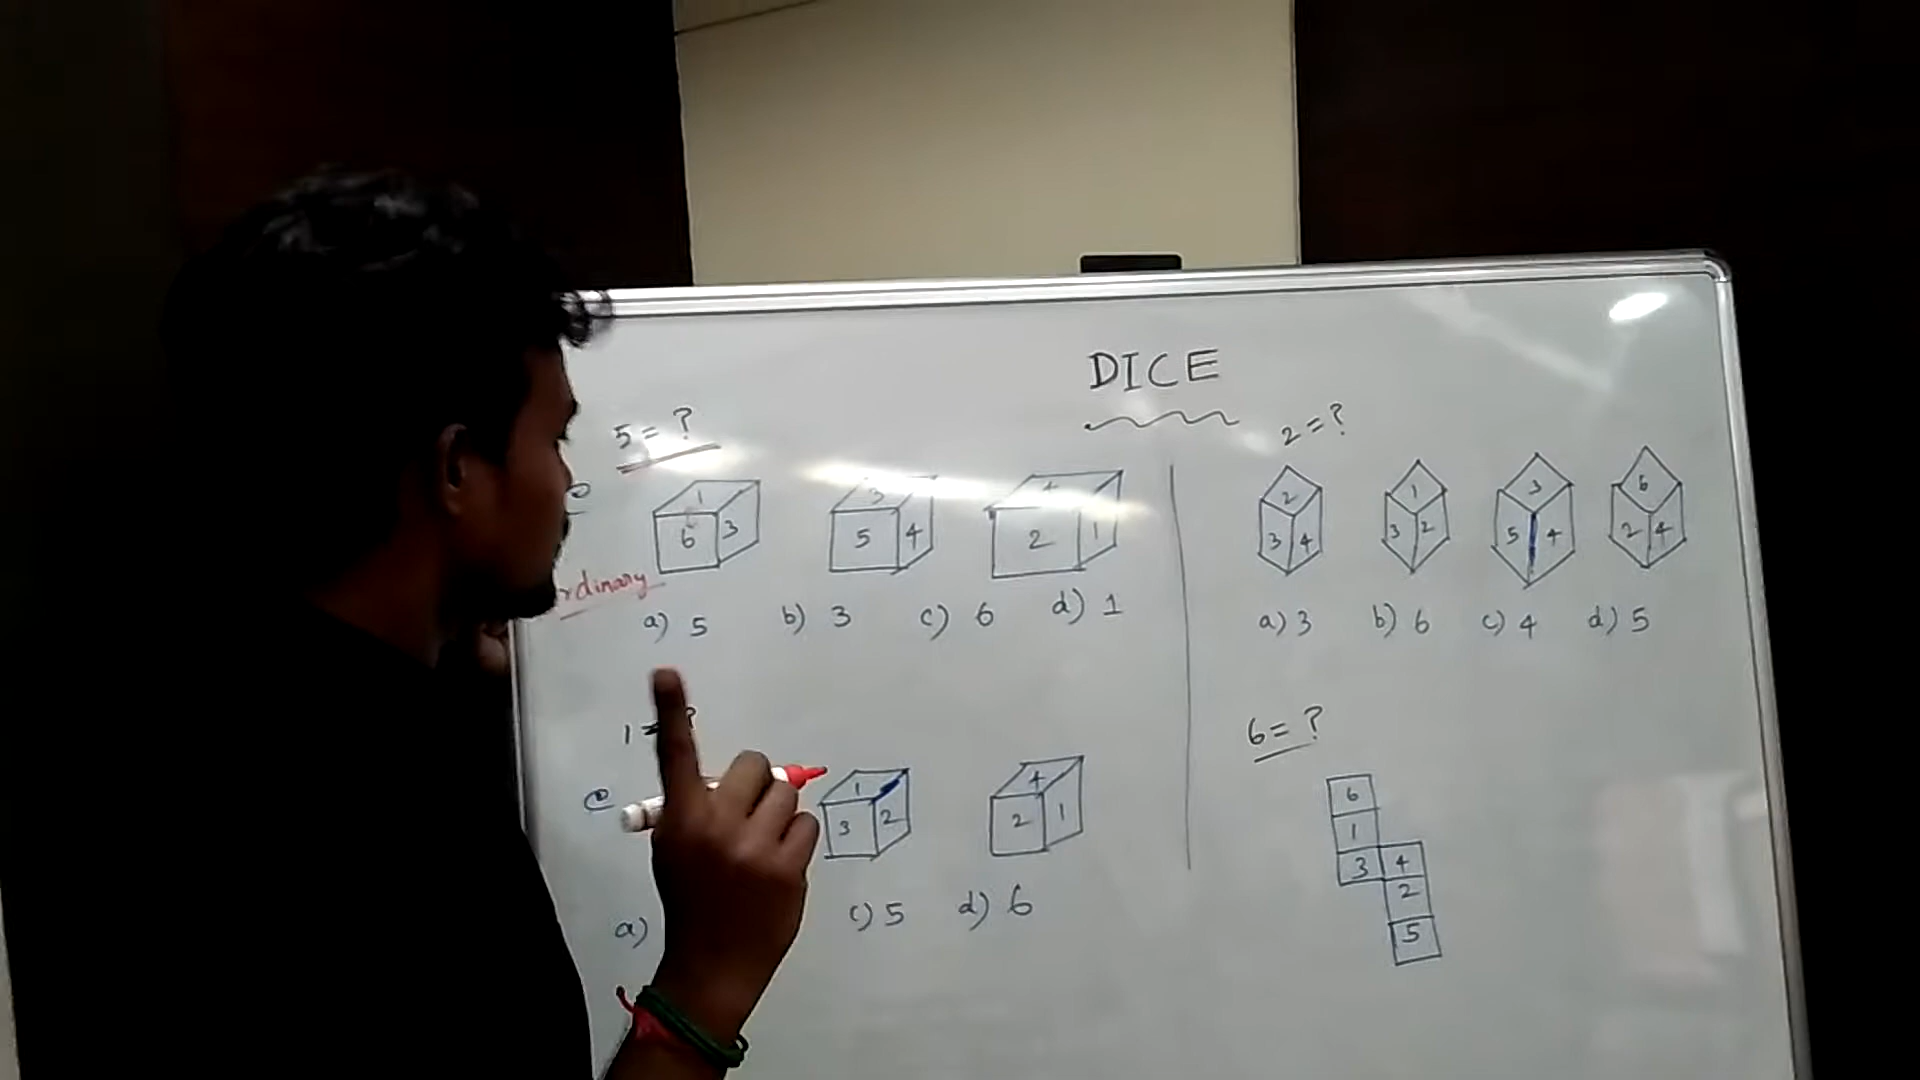 DICE
5 = ?
1 6 3
3 5 4
4 2 1
rdinary
a) 5 b) 3 c) 6 d) 1
2 = ?
2 3 4
1 3 2
3 5 4
6 2 4
a) 3 b) 6 c) 4 d) 5
1 = ?
1 3 2
4 2 1
a) c) 5 d) 6
6 = ?
6
1
3 4
2
5